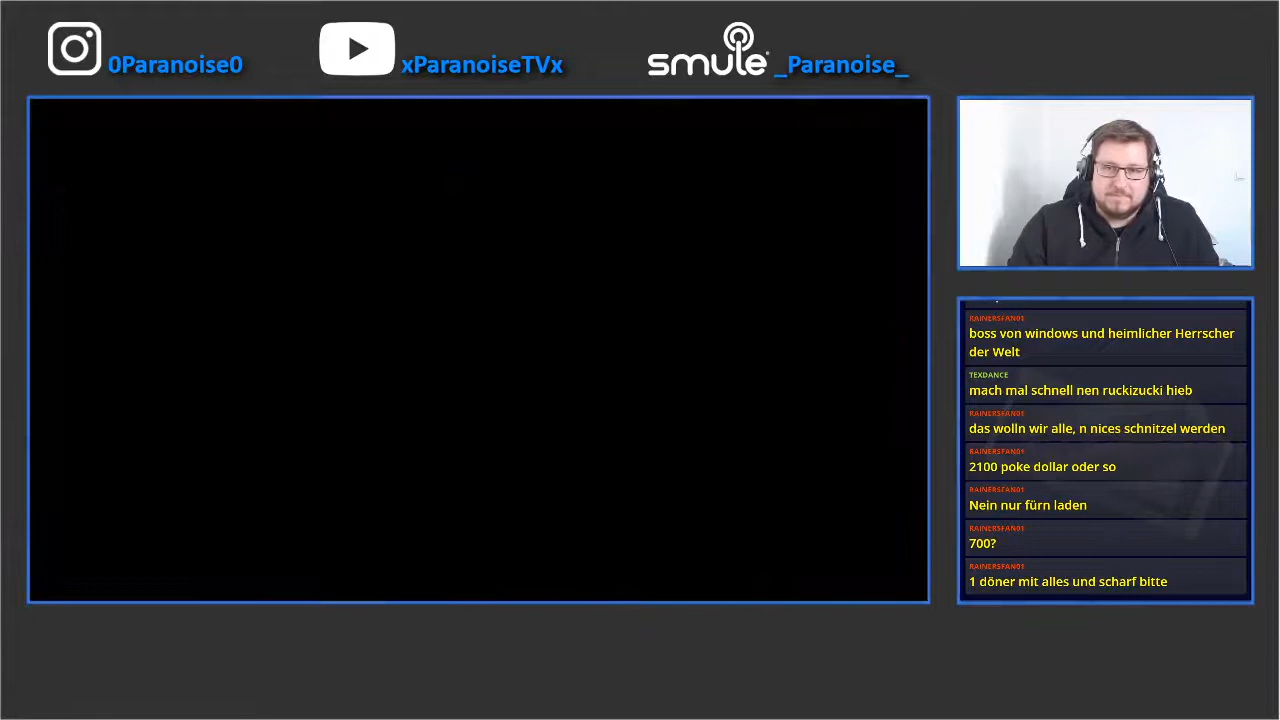 0Paranoise0
xParanoiseTVx
smule
_Paranoise_
RAINERSFAN01
boss von windows und heimlicher Herrscher
der Welt
TEXDANCE
mach mal schnell nen ruckizucki hieb
RAINERSFAN01
das wolln wir alle, n nices schnitzel werden
RAINERSFAN01
2100 poke dollar oder so
RAINERSFAN01
Nein nur fürn laden
RAINERSFAN01
700?
RAINERSFAN01
1 döner mit alles und scharf bitte